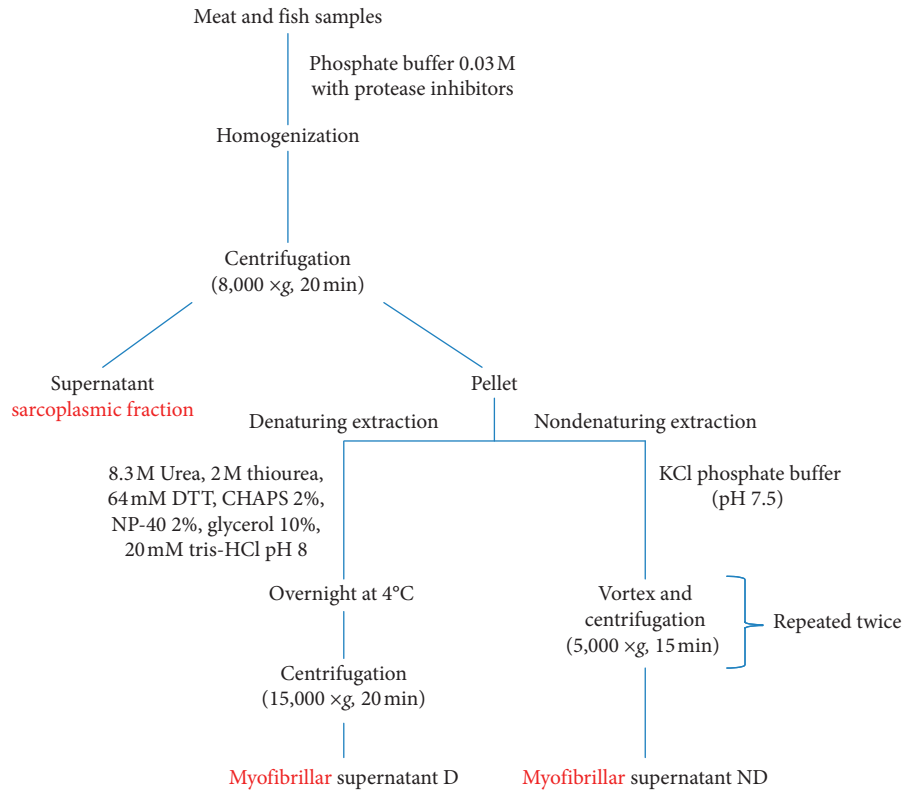 Meat and fish samples
Phosphate buffer 0.03 M
with protease inhibitors
Homogenization
Centrifugation
(8,000 ×g, 20 min)
Supernatant
sarcoplasmic fraction
Pellet
Denaturing extraction
Nondenaturing extraction
8.3 M Urea, 2 M thiourea,
64 mM DTT, CHAPS 2%,
NP-40 2%, glycerol 10%,
20 mM tris-HCl pH 8
KCl phosphate buffer
(pH 7.5)
Overnight at 4°C
Vortex and
centrifugation
(5,000 ×g, 15 min)
Repeated twice
Centrifugation
(15,000 ×g, 20 min)
Myofibrillar supernatant D
Myofibrillar supernatant ND